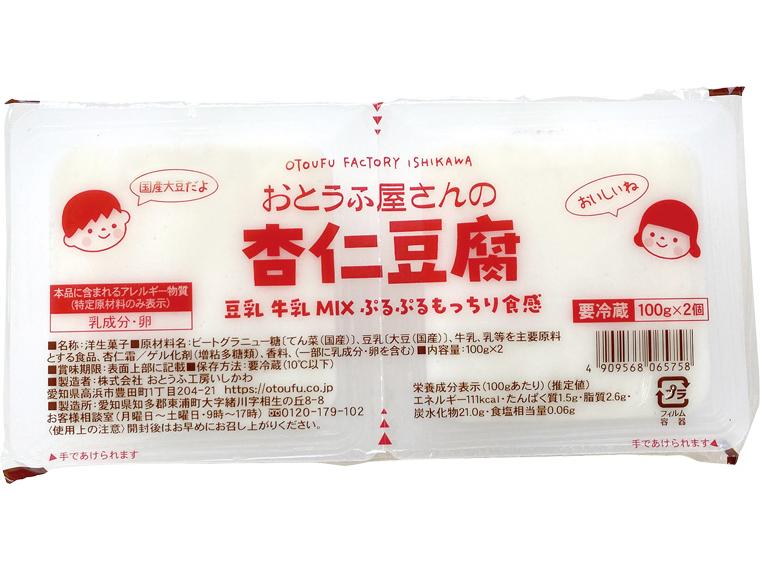 OTOUFU FACTORY ISHIKAWA
国産大豆だよ
おとうふ屋さんの
おいしいね
杏仁豆腐
豆乳 牛乳 MIX ぷるぷるもっちり食感
本品に含まれるアレルギー物質
(特定原材料のみ表示)
乳成分・卵
要冷蔵 100g×2個
■名称:洋生菓子■原材料名:ビートグラニュー糖〔てん菜(国産)〕、豆乳〔大豆(国産)〕、牛乳、乳等を主要原料
とする食品、杏仁霜/ゲル化剤(増粘多糖類)、香料、(一部に乳成分・卵を含む)■内容量:100g×2
■賞味期限:表面上部に記載■保存方法:要冷蔵(10℃以下)
■製造者:株式会社 おとうふ工房いしかわ https://otoufu.co.jp
愛知県高浜市豊田町1丁目204-21
■製造所:愛知県知多郡東浦町大字緒川字相生の丘8-8
お客様相談室(月曜日〜土曜日・9時〜17時) 0120-179-102
〈使用上の注意〉開封後はお早めにお召し上がりください。
4 909568 065758
栄養成分表示(100gあたり)(推定値)
エネルギー111kcal・たんぱく質1.5g・脂質2.6g・
炭水化物21.0g・食塩相当量0.06g
プラ
フィルム
容器
▲手であけられます
手であけられます▲